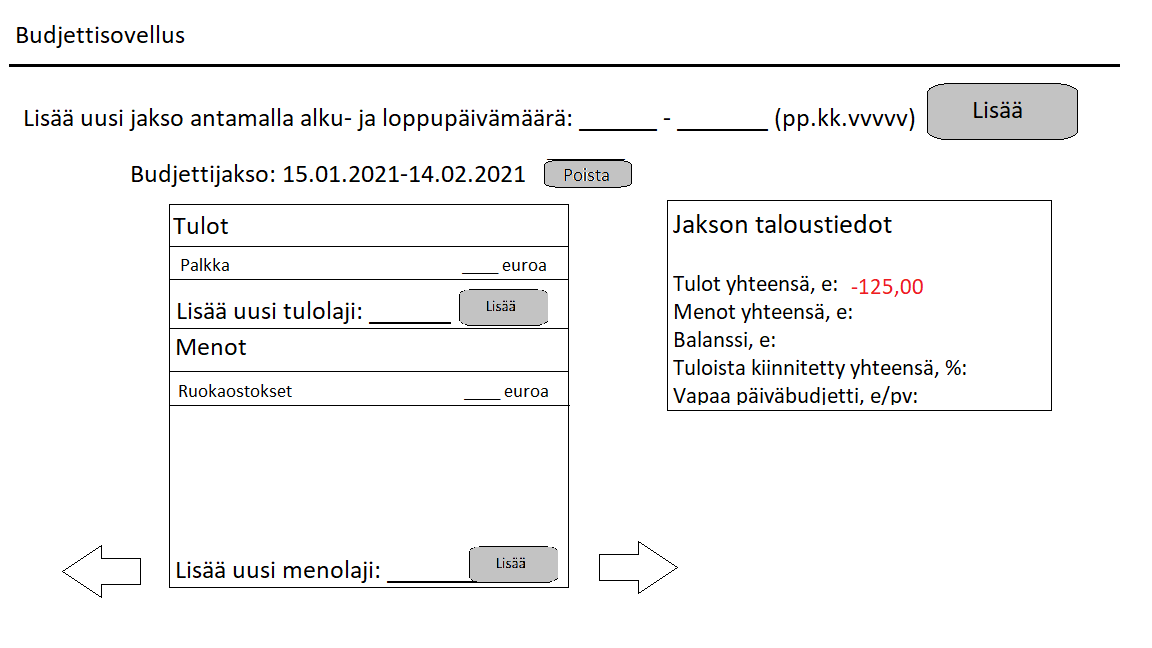 Budjettisovellus
Lisää uusi jakso antamalla alku- ja loppupäivämäärä: ______ - _______ (pp.kk.vvvvv) Lisää
Budjettijakso: 15.01.2021-14.02.2021 Poista
Tulot
Palkka ____ euroa
Lisää uusi tulolaji: _______ Lisää
Menot
Ruokaostokset ____ euroa
Lisää uusi menolaji: _______ Lisää
Jakson taloustiedot
Tulot yhteensä, e: -125,00
Menot yhteensä, e:
Balanssi, e:
Tuloista kiinnitetty yhteensä, %:
Vapaa päiväbudjetti, e/pv: